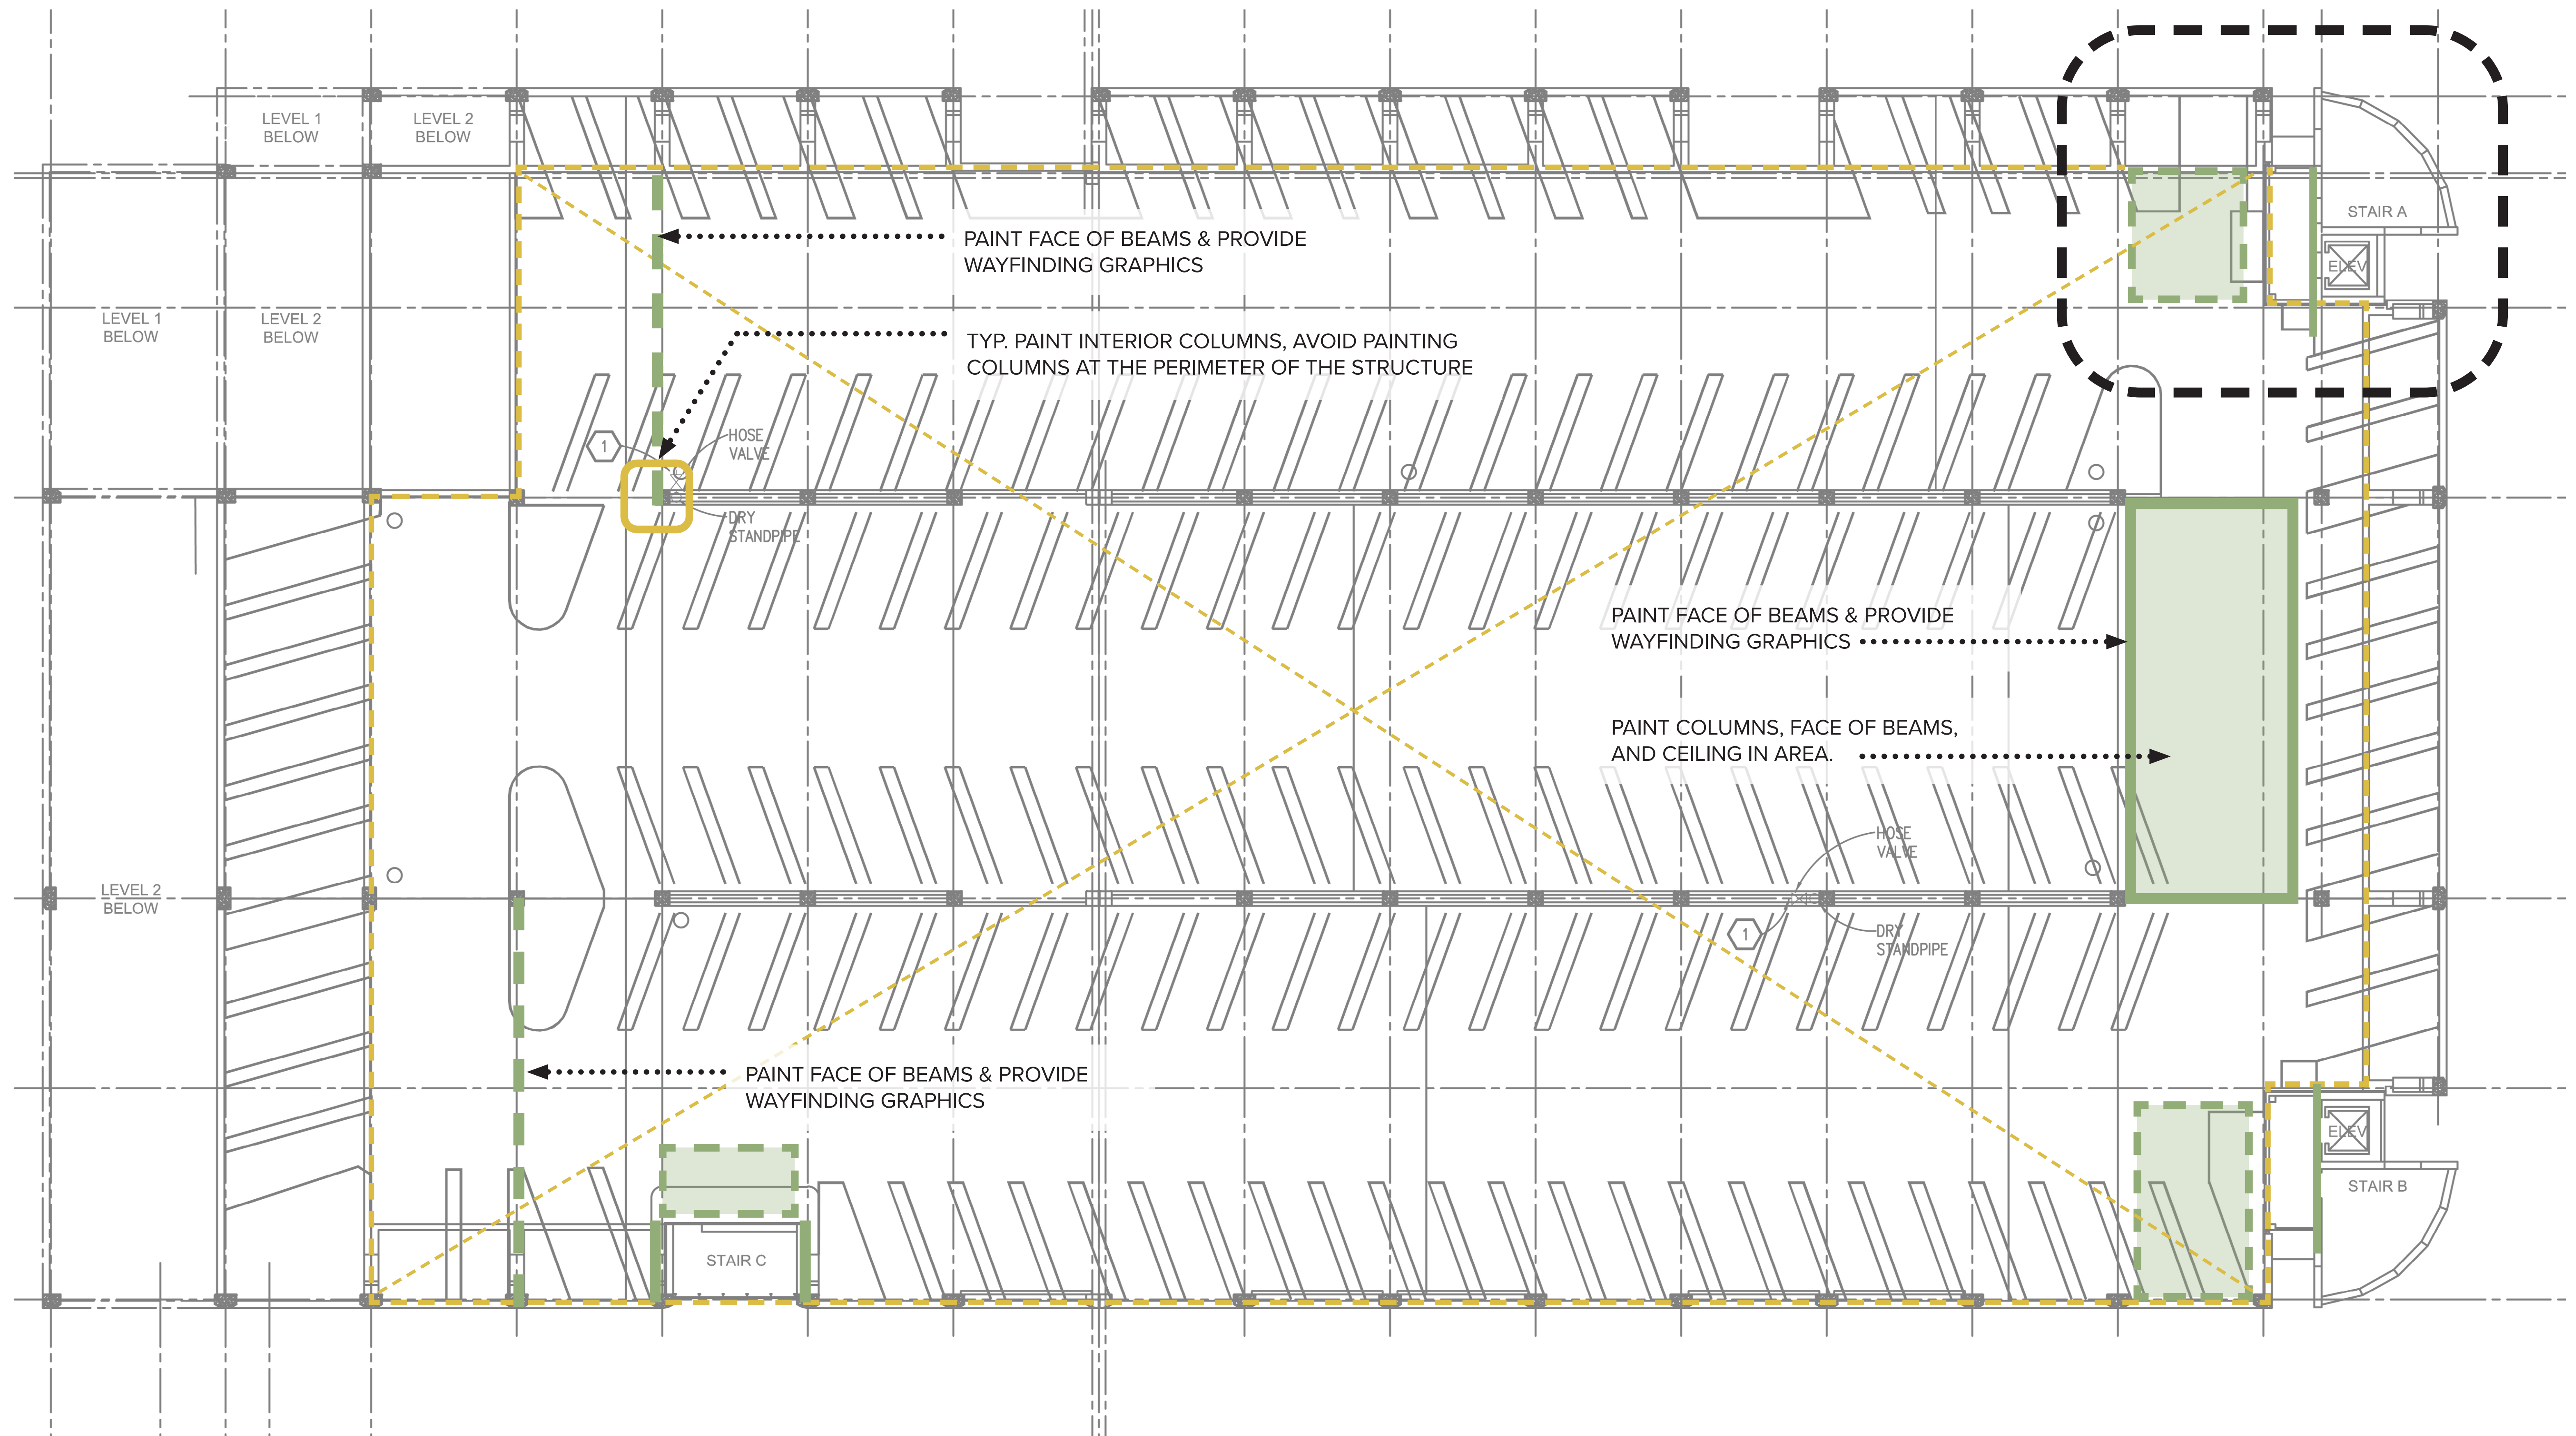 LEVEL 1
BELOW
LEVEL 2
BELOW
STAIR A
ELEV
PAINT FACE OF BEAMS & PROVIDE
WAYFINDING GRAPHICS
LEVEL 1
BELOW
LEVEL 2
BELOW
TYP. PAINT INTERIOR COLUMNS, AVOID PAINTING
COLUMNS AT THE PERIMETER OF THE STRUCTURE
1
HOSE
VALVE
DRY
STANDPIPE
PAINT FACE OF BEAMS & PROVIDE
WAYFINDING GRAPHICS
PAINT COLUMNS, FACE OF BEAMS,
AND CEILING IN AREA.
HOSE
VALVE
LEVEL 2
BELOW
1
DRY
STANDPIPE
PAINT FACE OF BEAMS & PROVIDE
WAYFINDING GRAPHICS
ELEV
STAIR B
STAIR C